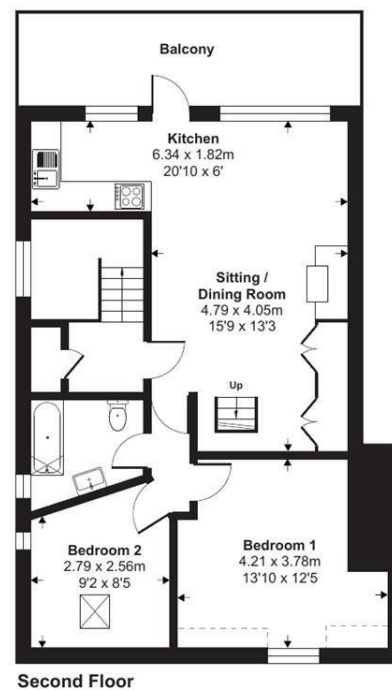 Balcony
Kitchen
6.34 x 1.82m
20'10 x 6'
Sitting /
Dining Room
4.79 x 4.05m
15'9 x 13'3
Up
Bedroom 2
2.79 x 2.56m
9'2 x 8'5
Bedroom 1
4.21 x 3.78m
13'10 x 12'5
Second Floor